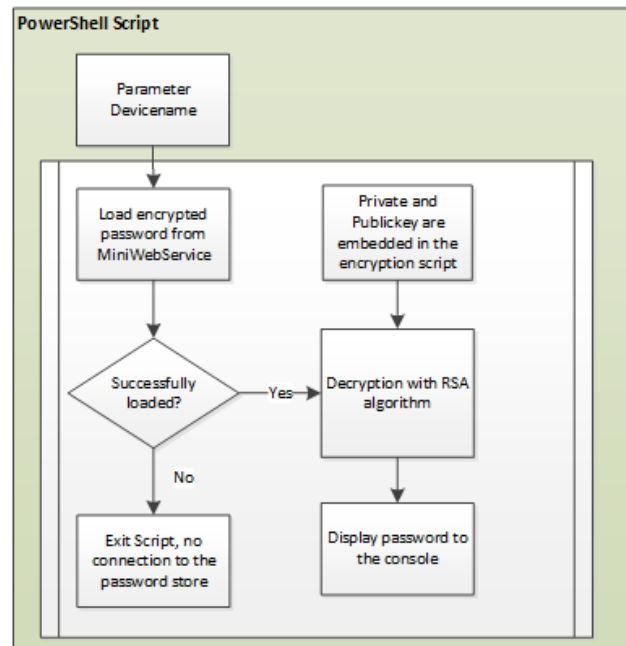 PowerShell Script
Parameter
Devicename
Load encrypted
password from
MiniWebService
Private and
Publickey are
embedded in the
encryption script
Successfully
loaded?
Yes
Decryption with RSA
algorithm
No
Exit Script, no
connection to the
password store
Display password to
the console